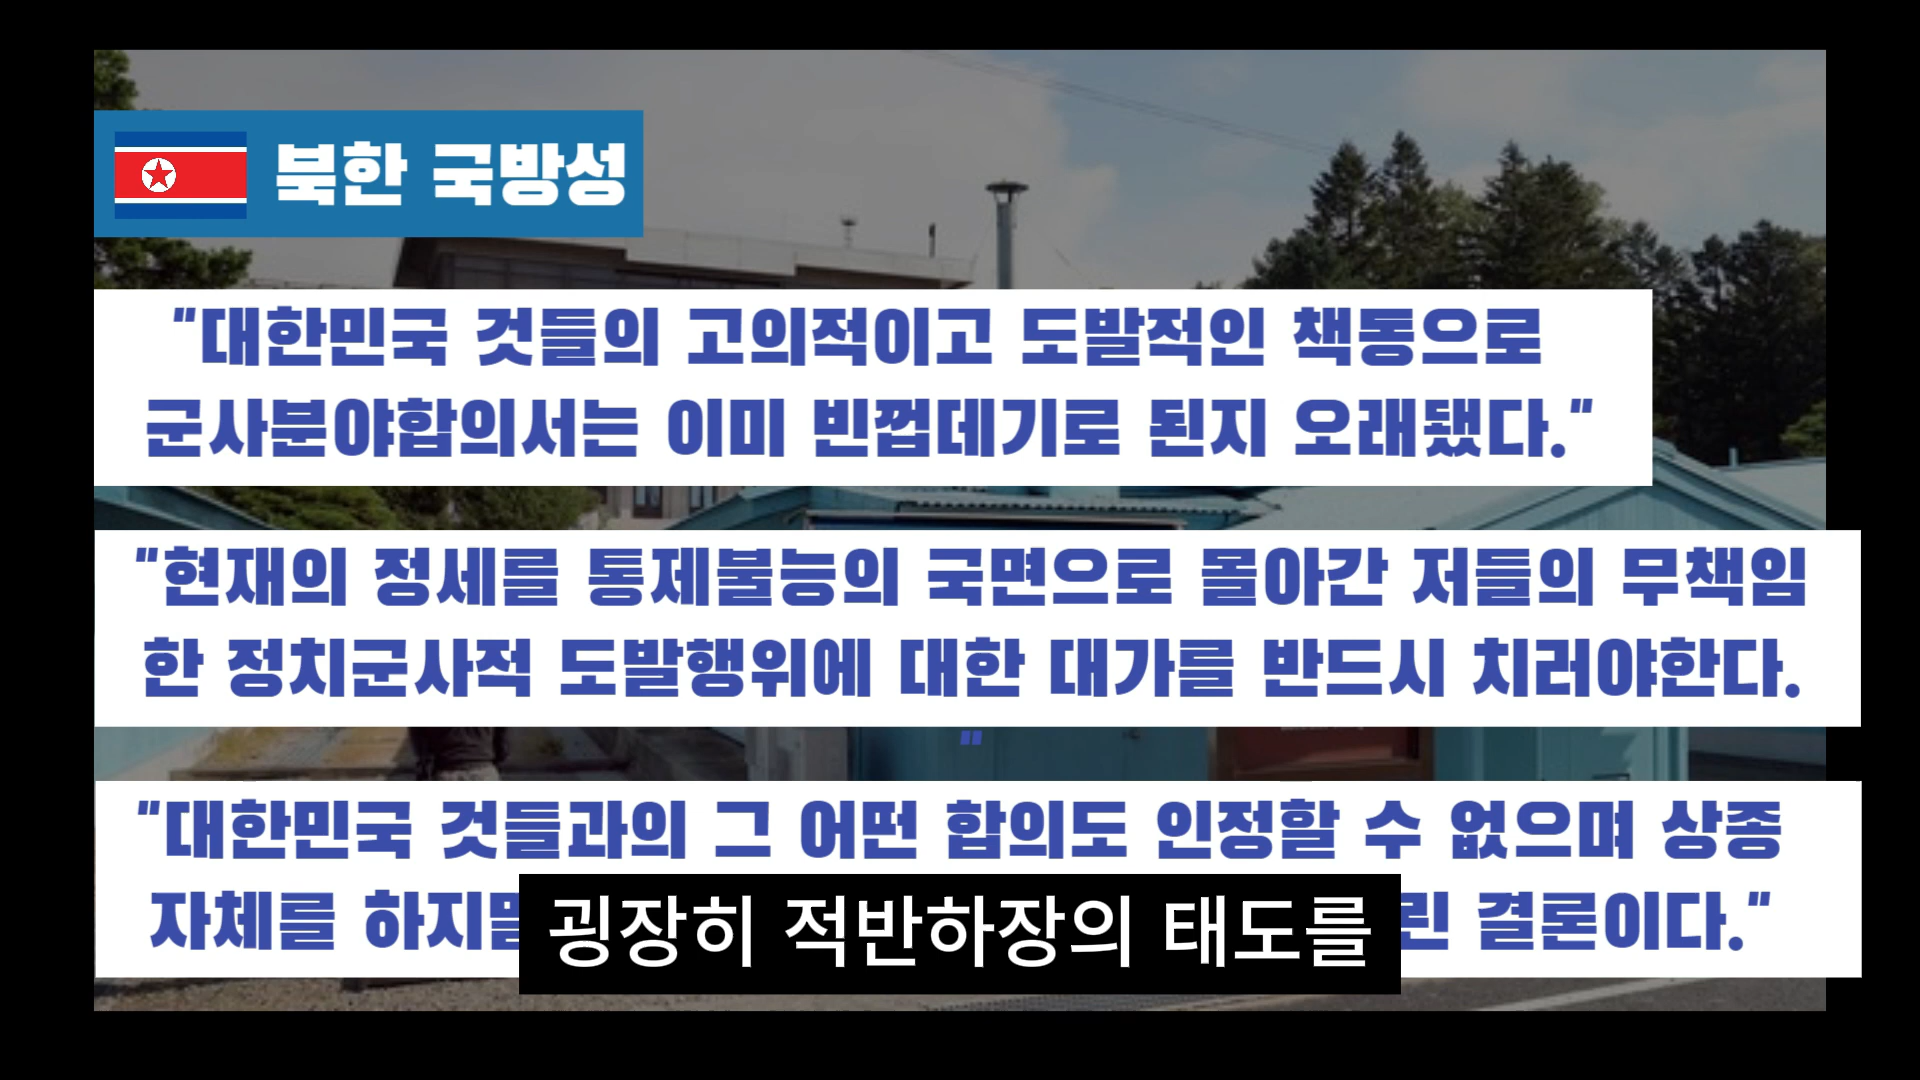 북한 국방성
"대한민국 것들의 고의적이고 도발적인 책동으로
군사분야합의서는 이미 빈껍데기로 된지 오래됐다."
"현재의 정세를 통제불능의 국면으로 몰아간 저들의 무책임
한 정치군사적 도발행위에 대한 대가를 반드시 치러야한다.
"
"대한민국 것들과의 그 어떤 합의도 인정할 수 없으며 상종
자체를 하지 결론이다."
굉장히 적반하장의 태도를